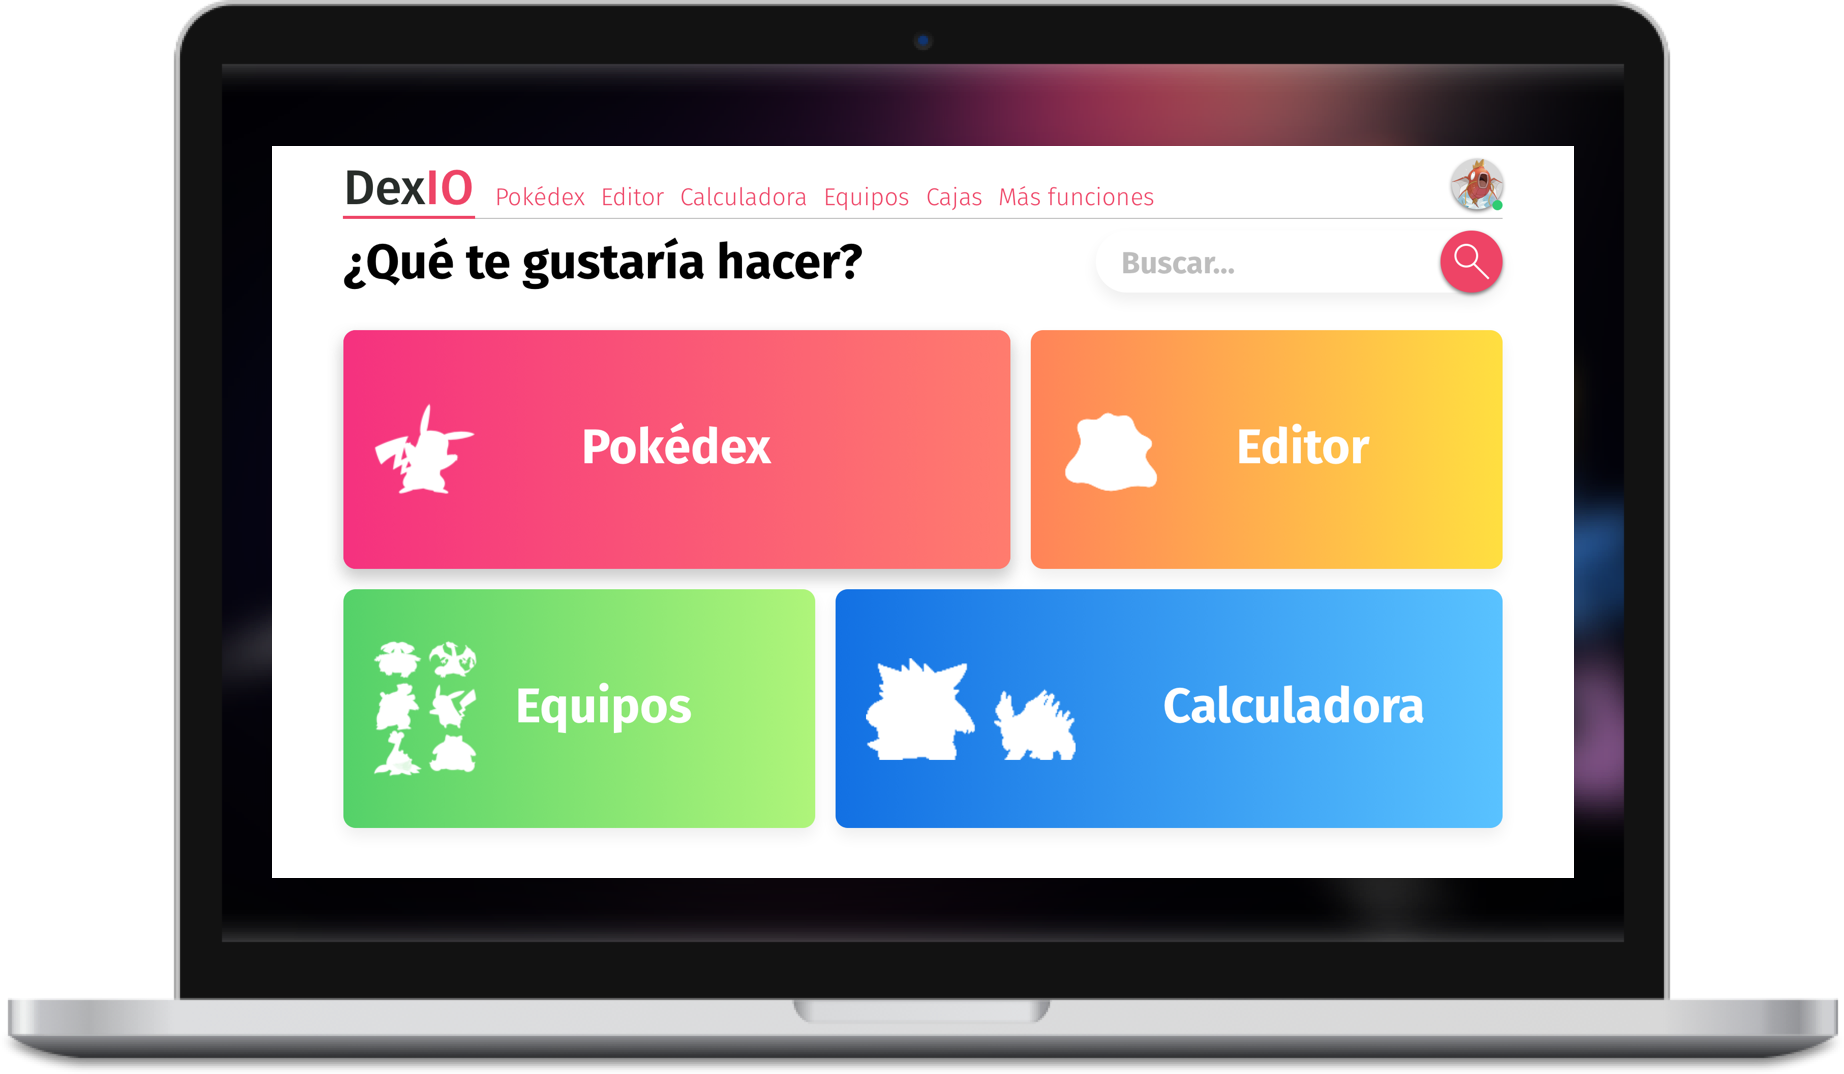 DexIO Pokédex Editor Calculadora Equipos Cajas Más funciones
¿Qué te gustaría hacer?
Buscar...
Pokédex
Editor
Equipos
Calculadora